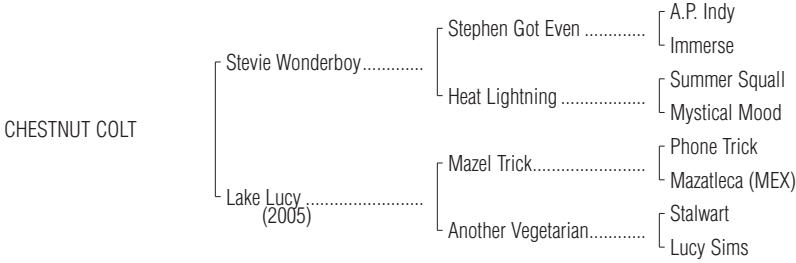 A.P. Indy
Stephen Got Even .............
Immerse
Stevie Wonderboy.............
Summer Squall
Heat Lightning ..................
Mystical Mood
CHESTNUT COLT
Phone Trick
Mazel Trick........................
Mazatleca (MEX)
Lake Lucy .........................
(2005)
Stalwart
Another Vegetarian............
Lucy Sims